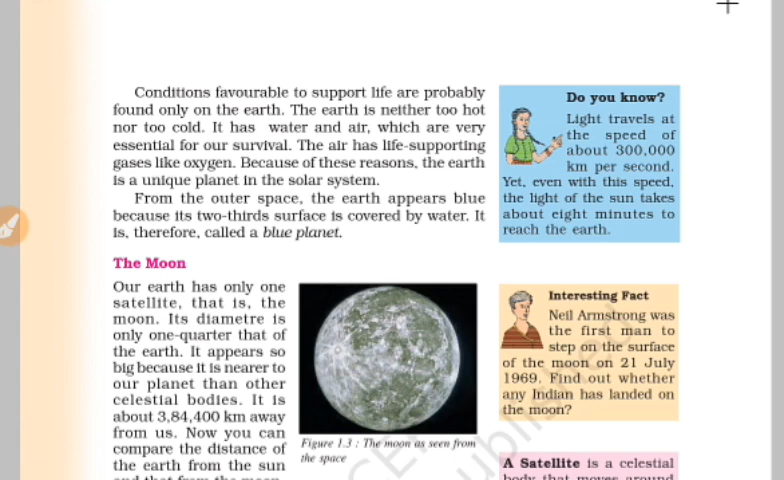 Conditions favourable to support life are probably
found only on the earth. The earth is neither too hot
nor too cold. It has water and air, which are very
essential for our survival. The air has life-supporting
gases like oxygen. Because of these reasons, the earth
is a unique planet in the solar system.
From the outer space, the earth appears blue
because its two-thirds surface is covered by water. It
is, therefore, called a blue planet.
The Moon
Our earth has only one
satellite, that is, the
moon. Its diametre is
only one-quarter that of
the earth. It appears so
big because it is nearer to
our planet than other
celestial bodies. It is
about 3,84,400 km away
from us. Now you can
compare the distance of
the earth from the sun
and that from the moon.
Figure 1.3 : The moon as seen from
the space
Do you know?
Light travels at
the speed of
about 300,000
km per second.
Yet, even with this speed,
the light of the sun takes
about eight minutes to
reach the earth.
Interesting Fact
Neil Armstrong was
the first man to
step on the surface
of the moon on 21 July
1969. Find out whether
any Indian has landed on
the moon?
A Satellite is a celestial
body that moves around